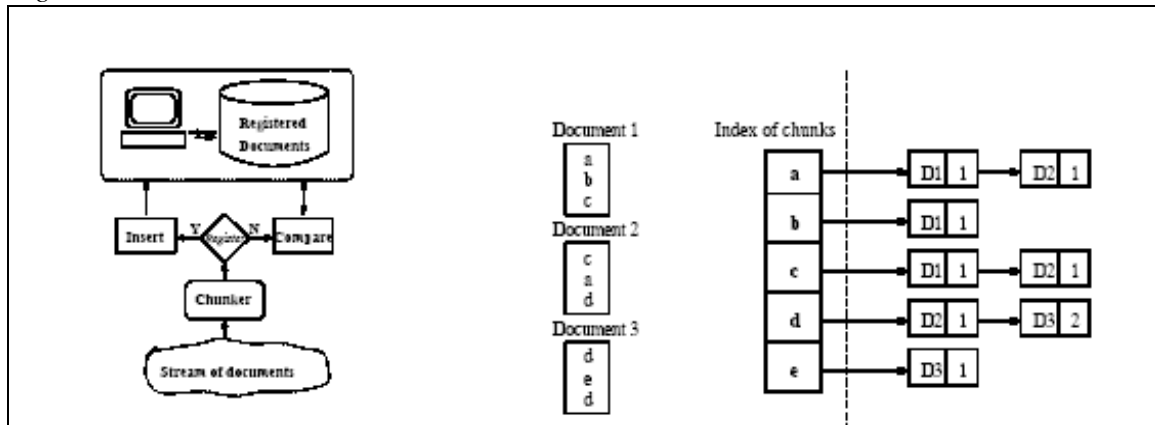 Registered
Documents
Insert
Y
Register
N
Compare
Chunker
Stream of documents
Document 1
a
b
c
Document 2
c
a
d
Document 3
d
e
d
Index of chunks
a D1 1 D2 1
b D1 1
c D1 1 D2 1
d D2 1 D3 2
e D3 1